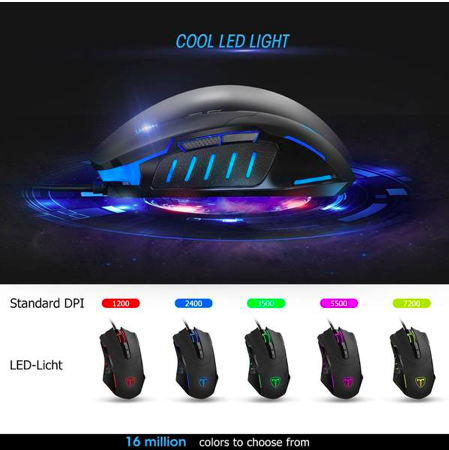 COOL LED LIGHT
Standard DPI 1200 2400 3500 5500 7200
LED-Licht
16 million colors to choose from